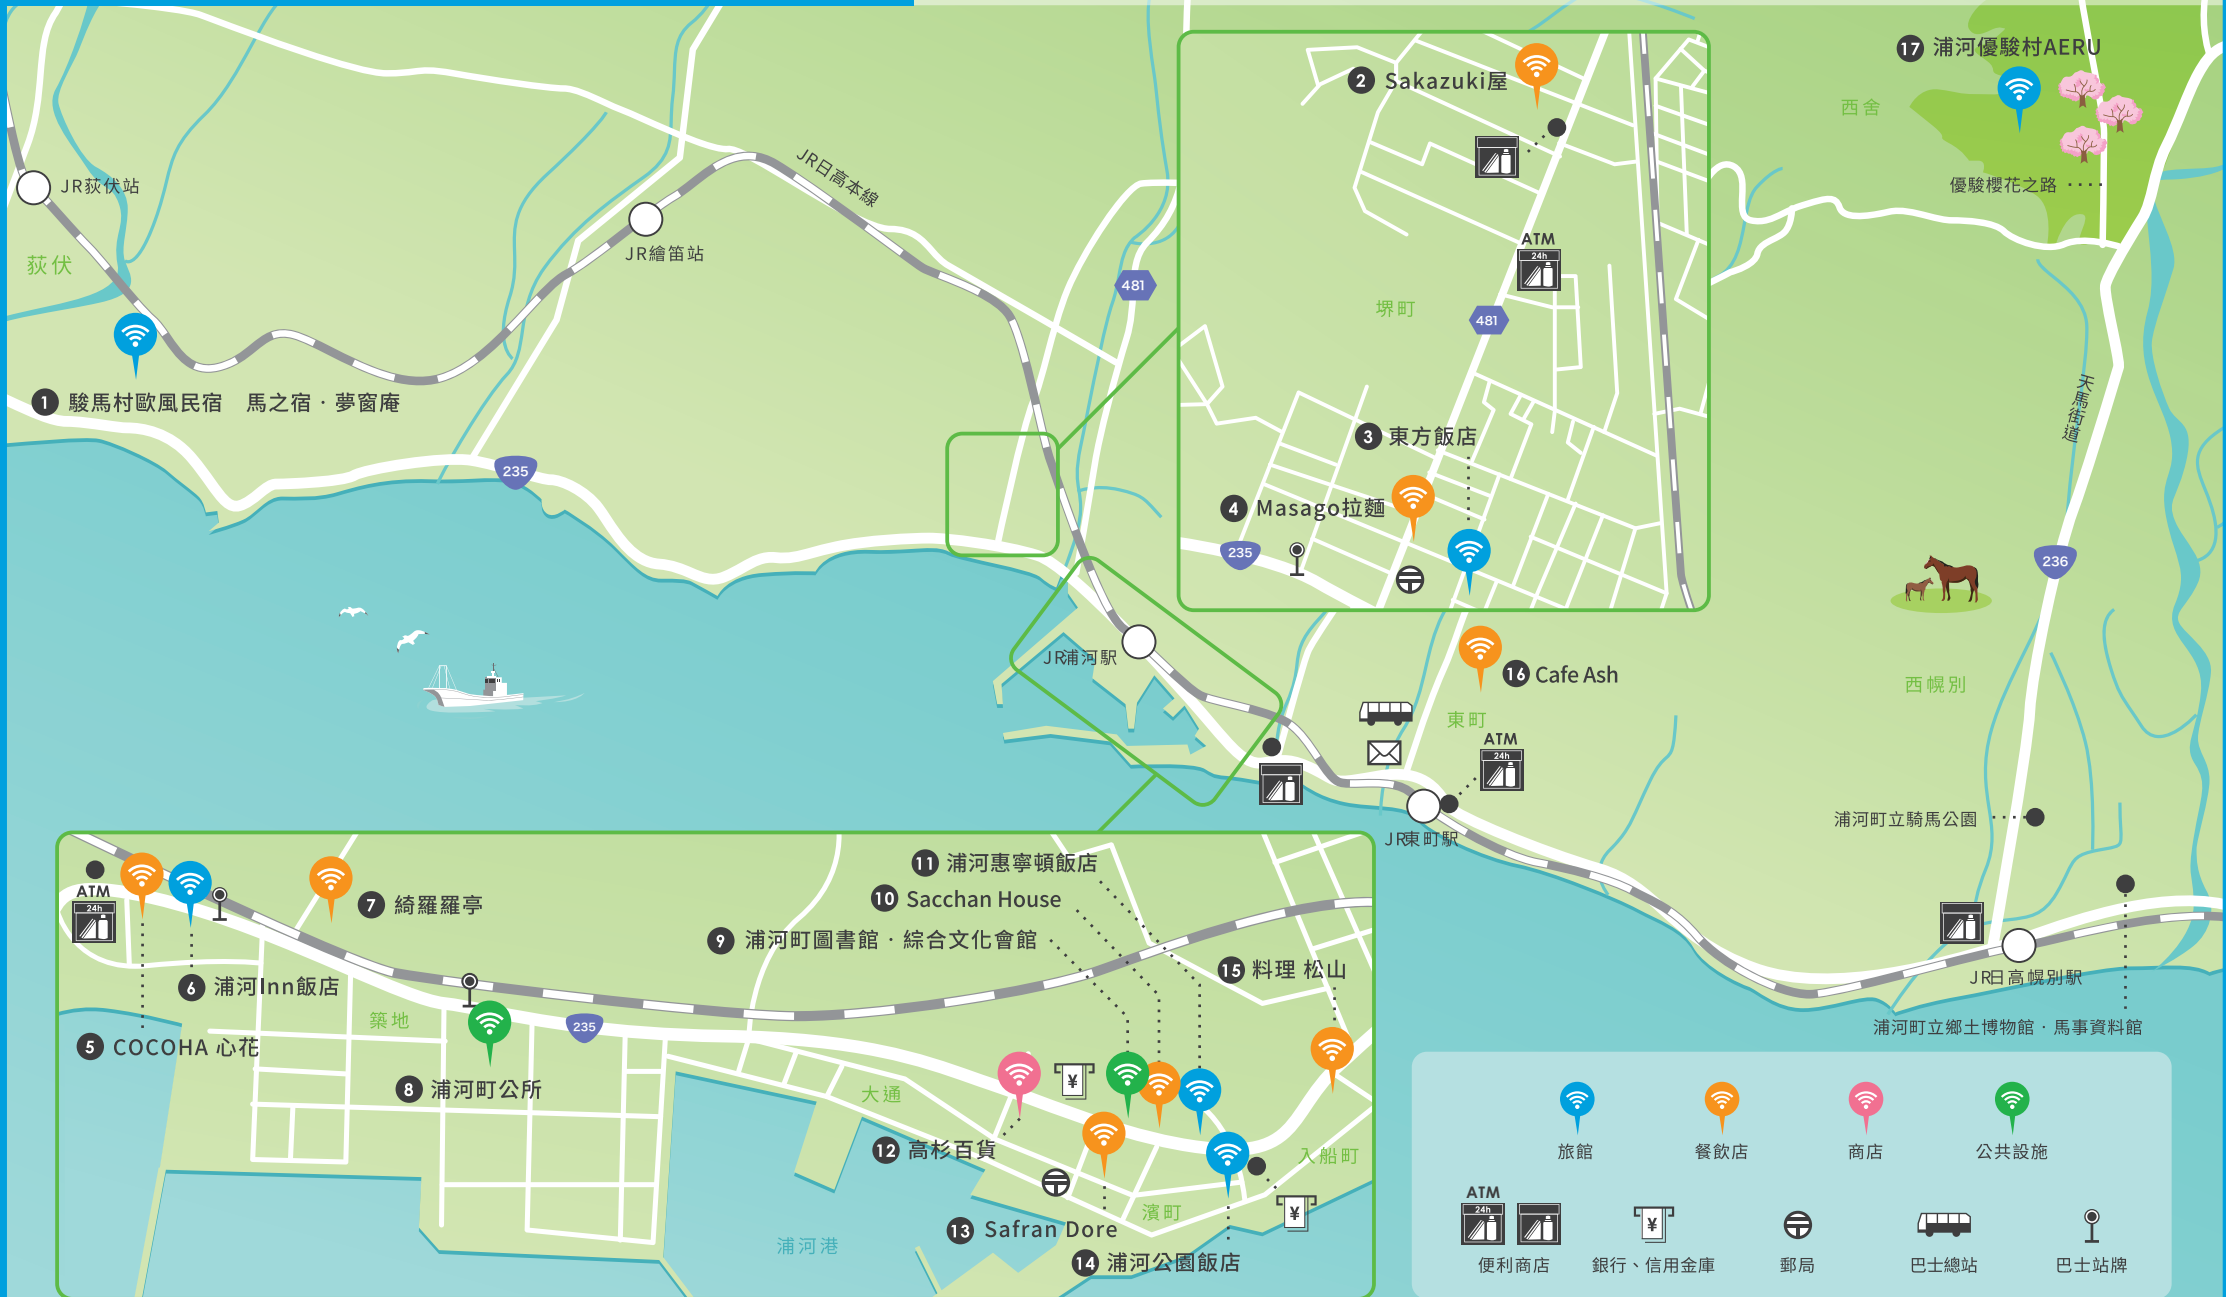 17 浦河優駿村AERU
西舎
優駿櫻花之路
2 Sakazuki屋
ATM
24h
481
堺町
3 東方飯店
4 Masago拉麵
235
JR荻伏站
荻伏
JR繪笛站
JR日高本線
481
1 駿馬村歐風民宿 馬之宿・夢窗庵
235
天馬街道
236
JR浦河駅
16 Cafe Ash
東町
ATM
24h
JR東町駅
西幌別
浦河町立騎馬公園
JR日高幌別駅
浦河町立鄉土博物館・馬事資料館
ATM
24h
7 綺羅羅亭
6 浦河Inn飯店
5 COCOHA 心花
築地
8 浦河町公所
235
11 浦河惠寧頓飯店
10 Sacchan House
9 浦河町圖書館・綜合文化會館
15 料理 松山
¥
大通
12 高杉百貨
13 Safran Dore
濱町
入船町
¥
14 浦河公園飯店
浦河港
旅館
餐飲店
商店
公共設施
ATM
24h
¥
便利商店
銀行、信用金庫
郵局
巴士總站
巴士站牌